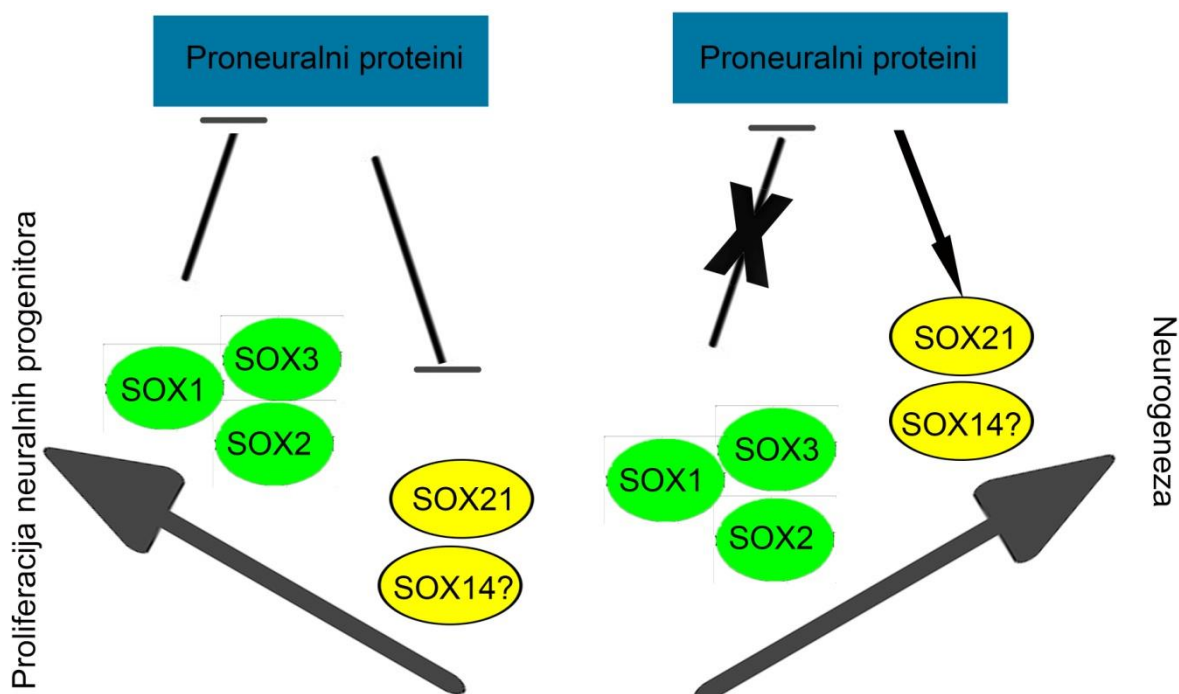 Proneuralni proteini
Proneuralni proteini
Proliferacija neuralnih progenitora
SOX1
SOX3
SOX2
SOX21
SOX14?
SOX1
SOX3
SOX2
SOX21
SOX14?
Neurogeneza